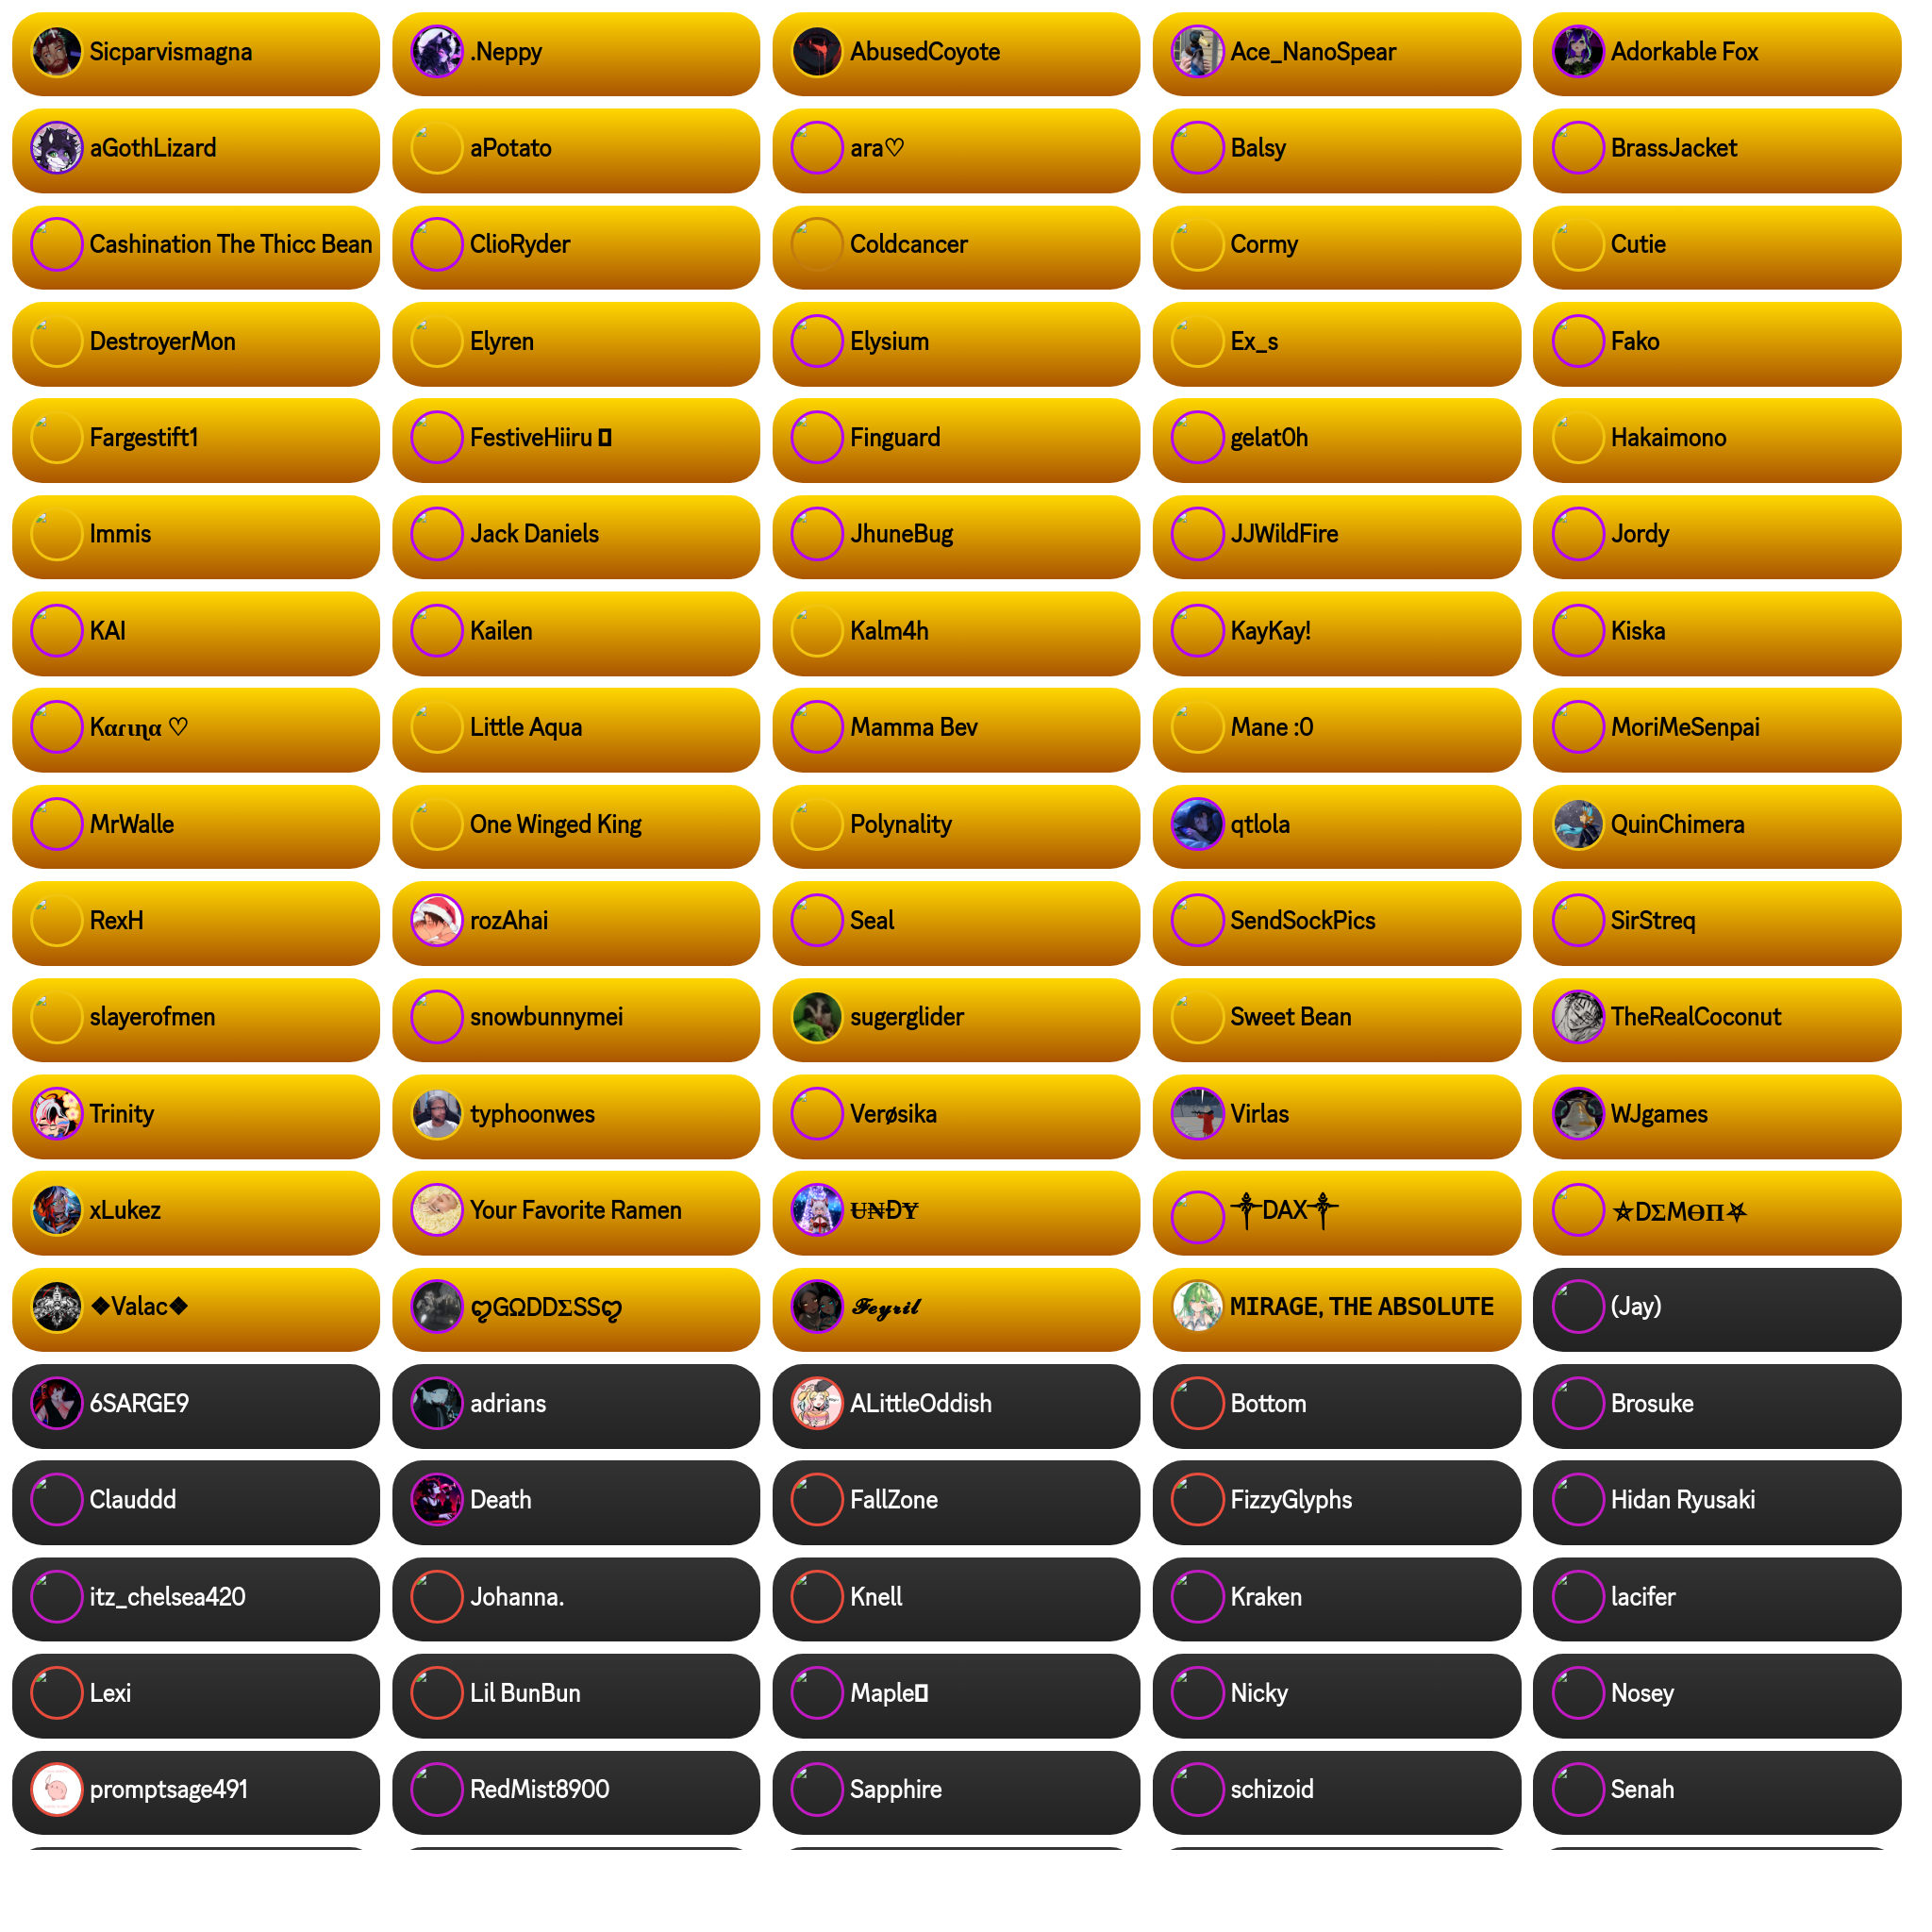 Sicparvismagna .Neppy AbusedCoyote Ace_NanoSpear Adorkable Fox
aGothLizard aPotato ara♡ Balsy BrassJacket
Cashination The Thicc Bean ClioRyder Coldcancer Cormy Cutie
DestroyerMon Elyren Elysium Ex_s Fako
Fargestift1 FestiveHiiru Finguard gelat0h Hakaimono
Immis Jack Daniels JhuneBug JJWildFire Jordy
KAI Kailen Kalm4h KayKay! Kiska
Kαɾιɳα ♡ Little Aqua Mamma Bev Mane :0 MoriMeSenpai
MrWalle One Winged King Polynality qtlola QuinChimera
RexH rozAhai Seal SendSockPics SirStreq
slayerofmen snowbunnymei sugerglider Sweet Bean TheRealCoconut
Trinity typhoonwes Verøsika Virlas WJgames
xLukez Your Favorite Ramen Ʉ₦ĐɎ ༒DAX༒ ⛤DΣMӨП⛧
❖Valac❖ ღGΩDDΣSSღ 𝓕𝓮𝔂𝓻𝓲𝓵 MIRAGE, THE ABSOLUTE (Jay)
6SARGE9 adrians ALittleOddish Bottom Brosuke
Clauddd Death FallZone FizzyGlyphs Hidan Ryusaki
itz_chelsea420 Johanna. Knell Kraken lacifer
Lexi Lil BunBun Maple Nicky Nosey
promptsage491 RedMist8900 Sapphire schizoid Senah